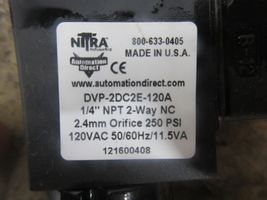 NITRA
PNEUMATICS
800-633-0405
MADE IN U.S.A.
Automation
Direct
www.automationdirect.com
DVP-2DC2E-120A
1/4" NPT 2-Way NC
2.4mm Orifice 250 PSI
120VAC 50/60Hz/11.5VA
121600408